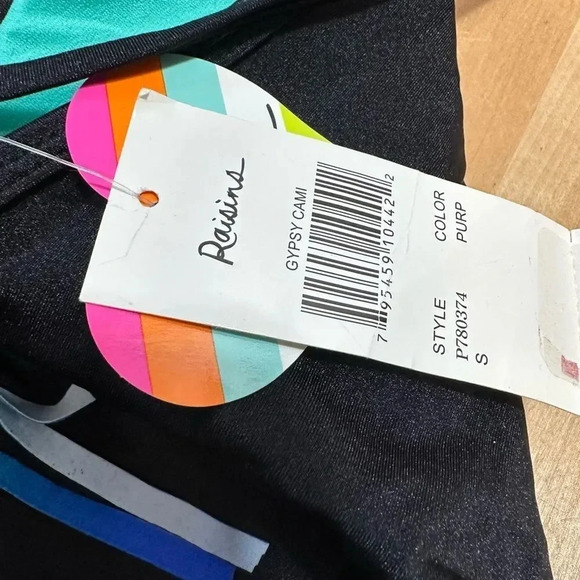 Raisins
GYPSY CAMI
7 95459 10442 2
STYLE COLOR
P780374 PURP
S